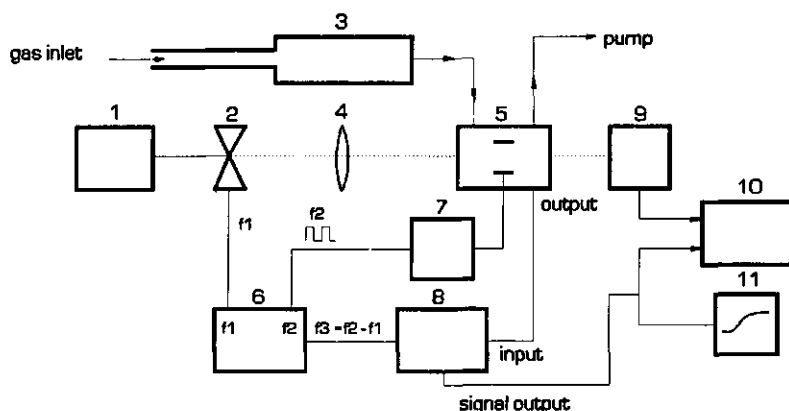 3
gas inlet
pump
1
2
4
5
9
output
10
f1
f2
7
11
6
8
f1
f2
f3 =f2 - f1
input
signal output